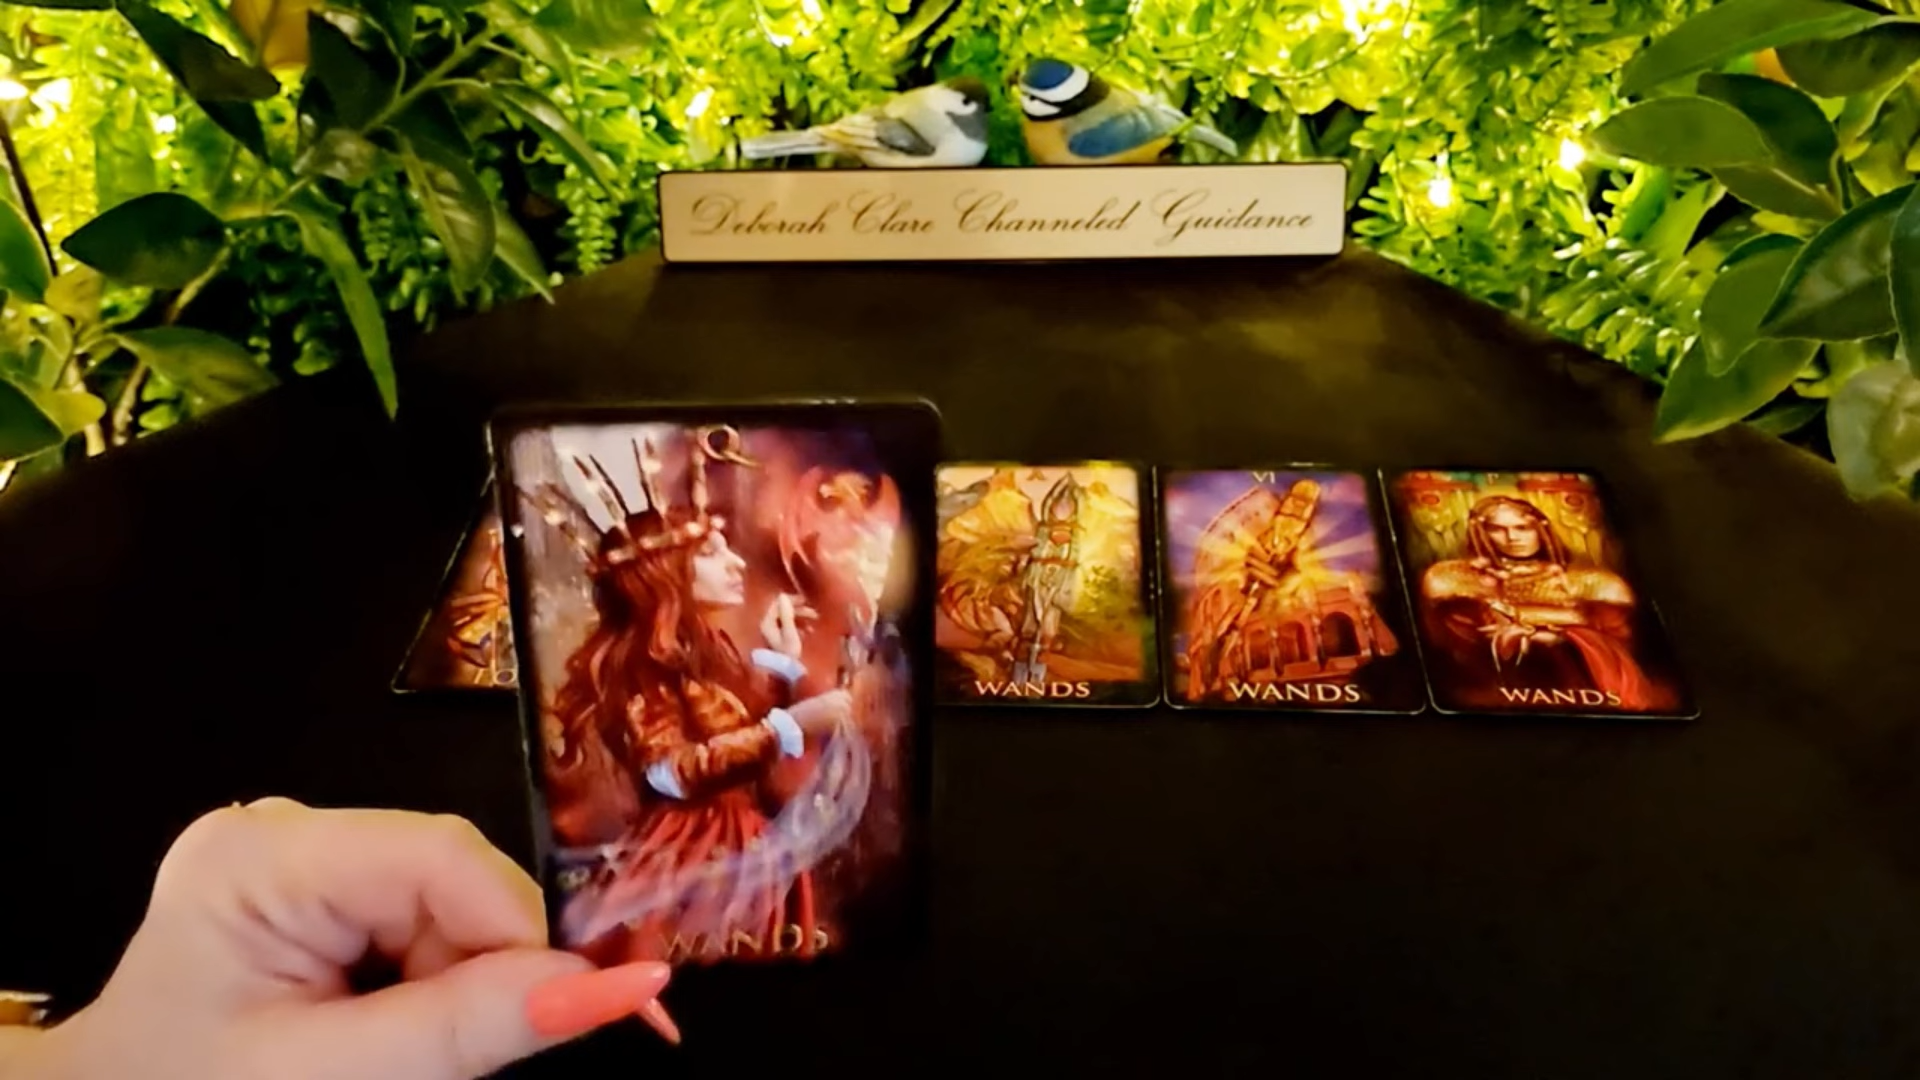 Deborah Clare Channeled Guidance
Q
A
VI
P
WANDS
WANDS
WANDS
WANDS